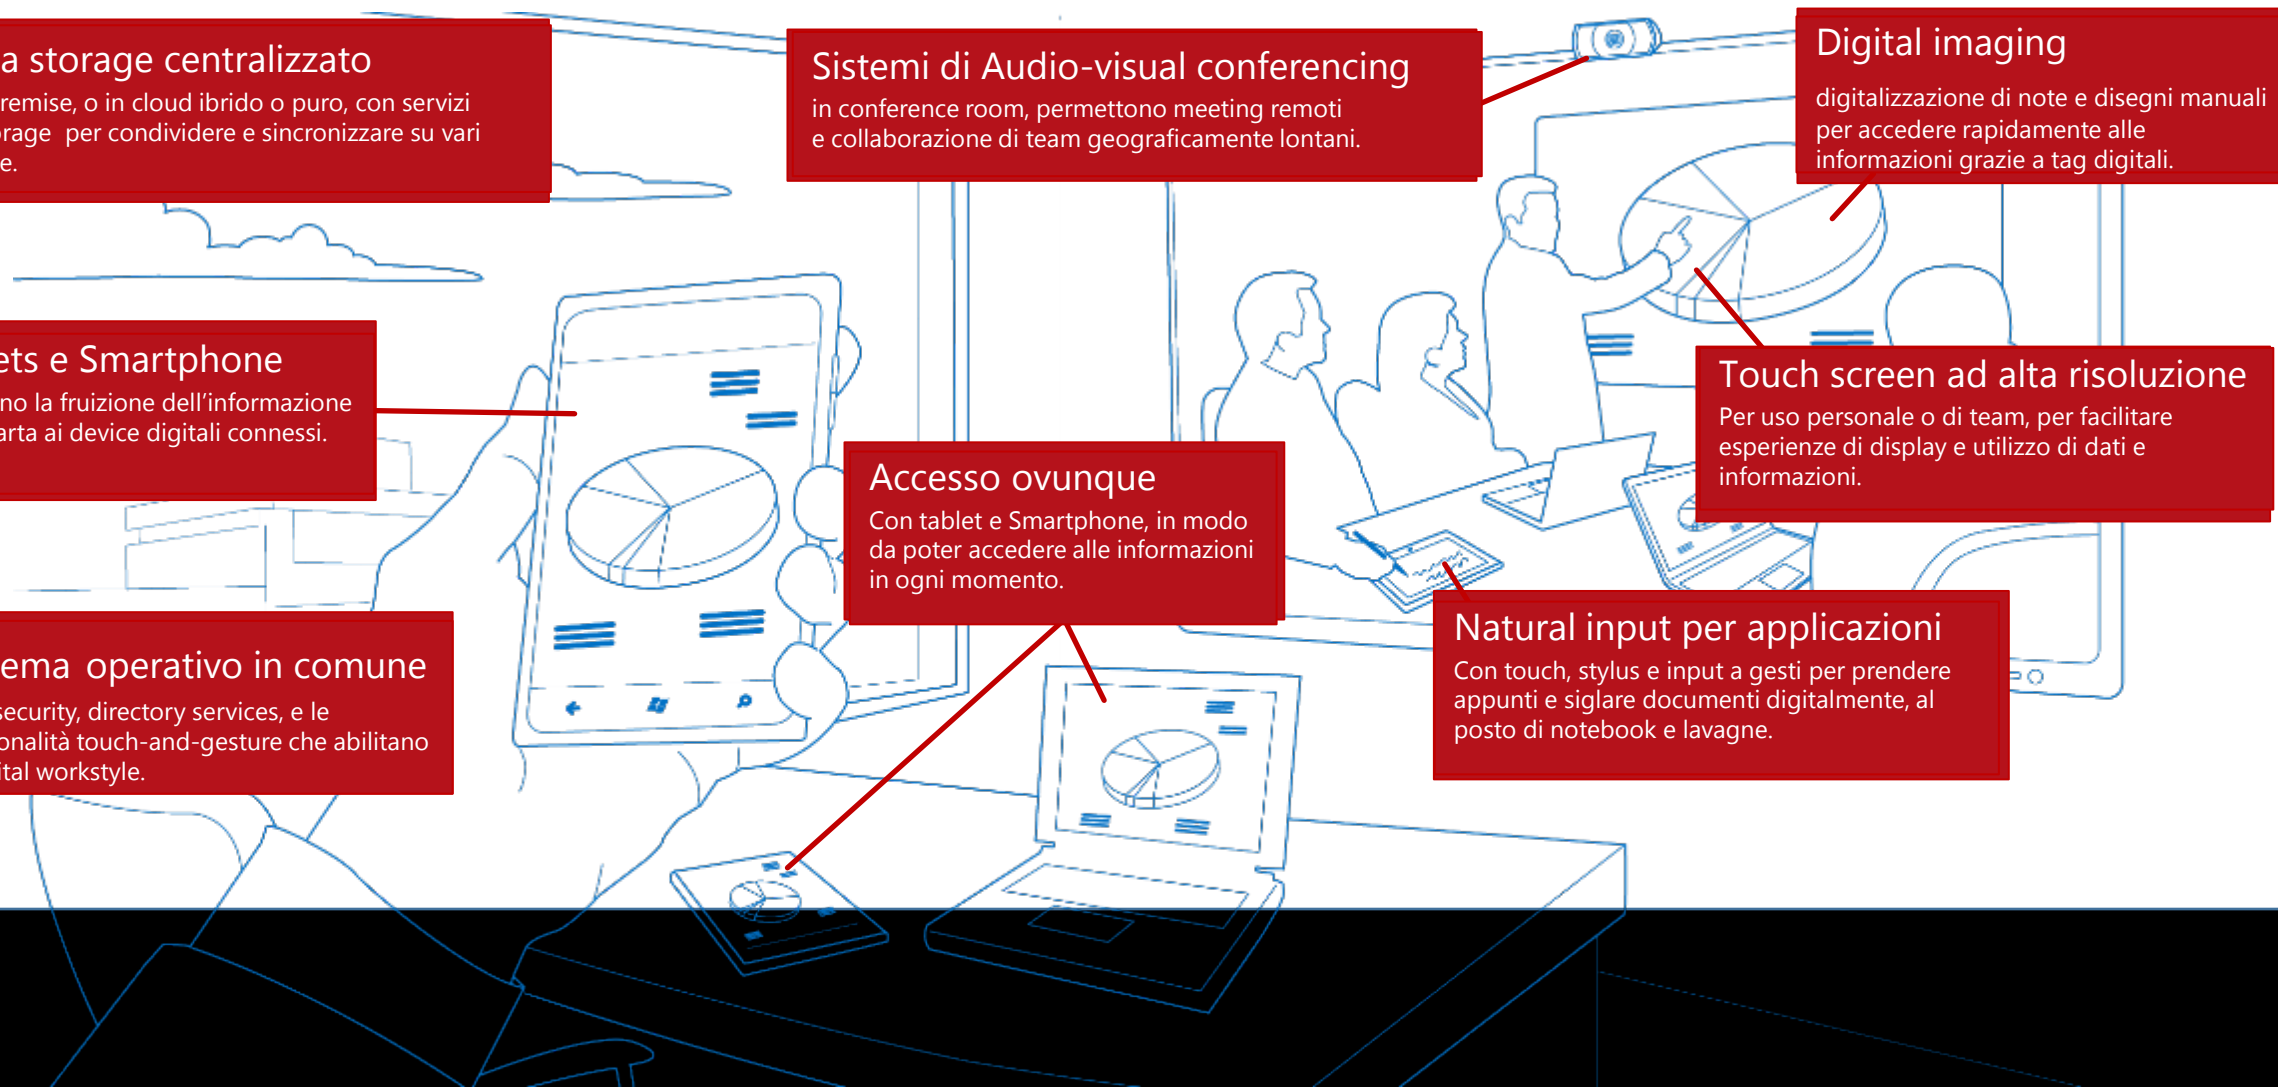 a storage centralizzato
remise, o in cloud ibrido o puro, con servizi
rage per condividere e sincronizzare su vari
e.
Sistemi di Audio-visual conferencing
in conference room, permettono meeting remoti
e collaborazione di team geograficamente lontani.
Digital imaging
digitalizzazione di note e disegni manuali
per accedere rapidamente alle
informazioni grazie a tag digitali.
ets e Smartphone
no la fruizione dell'informazione
arta ai device digitali connessi.
Touch screen ad alta risoluzione
Per uso personale o di team, per facilitare
esperienze di display e utilizzo di dati e
informazioni.
Accesso ovunque
Con tablet e Smartphone, in modo
da poter accedere alle informazioni
in ogni momento.
ema operativo in comune
security, directory services, e le
onalità touch-and-gesture che abilitano
ital workstyle.
Natural input per applicazioni
Con touch, stylus e input a gesti per prendere
appunti e siglare documenti digitalmente, al
posto di notebook e lavagne.